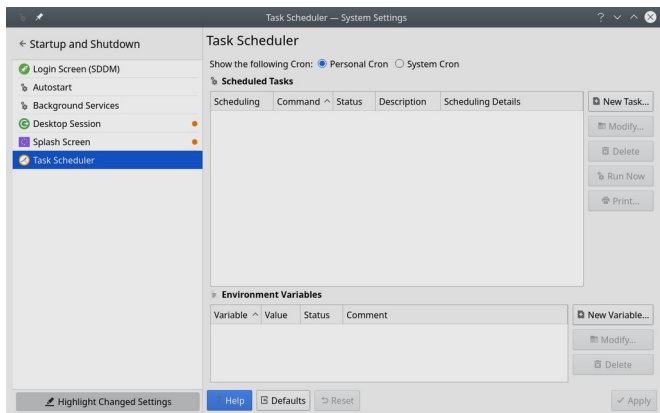 Task Scheduler — System Settings
Startup and Shutdown
Login Screen (SDDM)
Autostart
Background Services
Desktop Session
Splash Screen
Task Scheduler
Highlight Changed Settings
Task Scheduler
Show the following Cron: Personal Cron System Cron
Scheduled Tasks
Scheduling Command Status Description Scheduling Details
New Task...
Modify...
Delete
Run Now
Print...
Environment Variables
Variable Value Status Comment
New Variable...
Modify...
Delete
Help Defaults Reset Apply